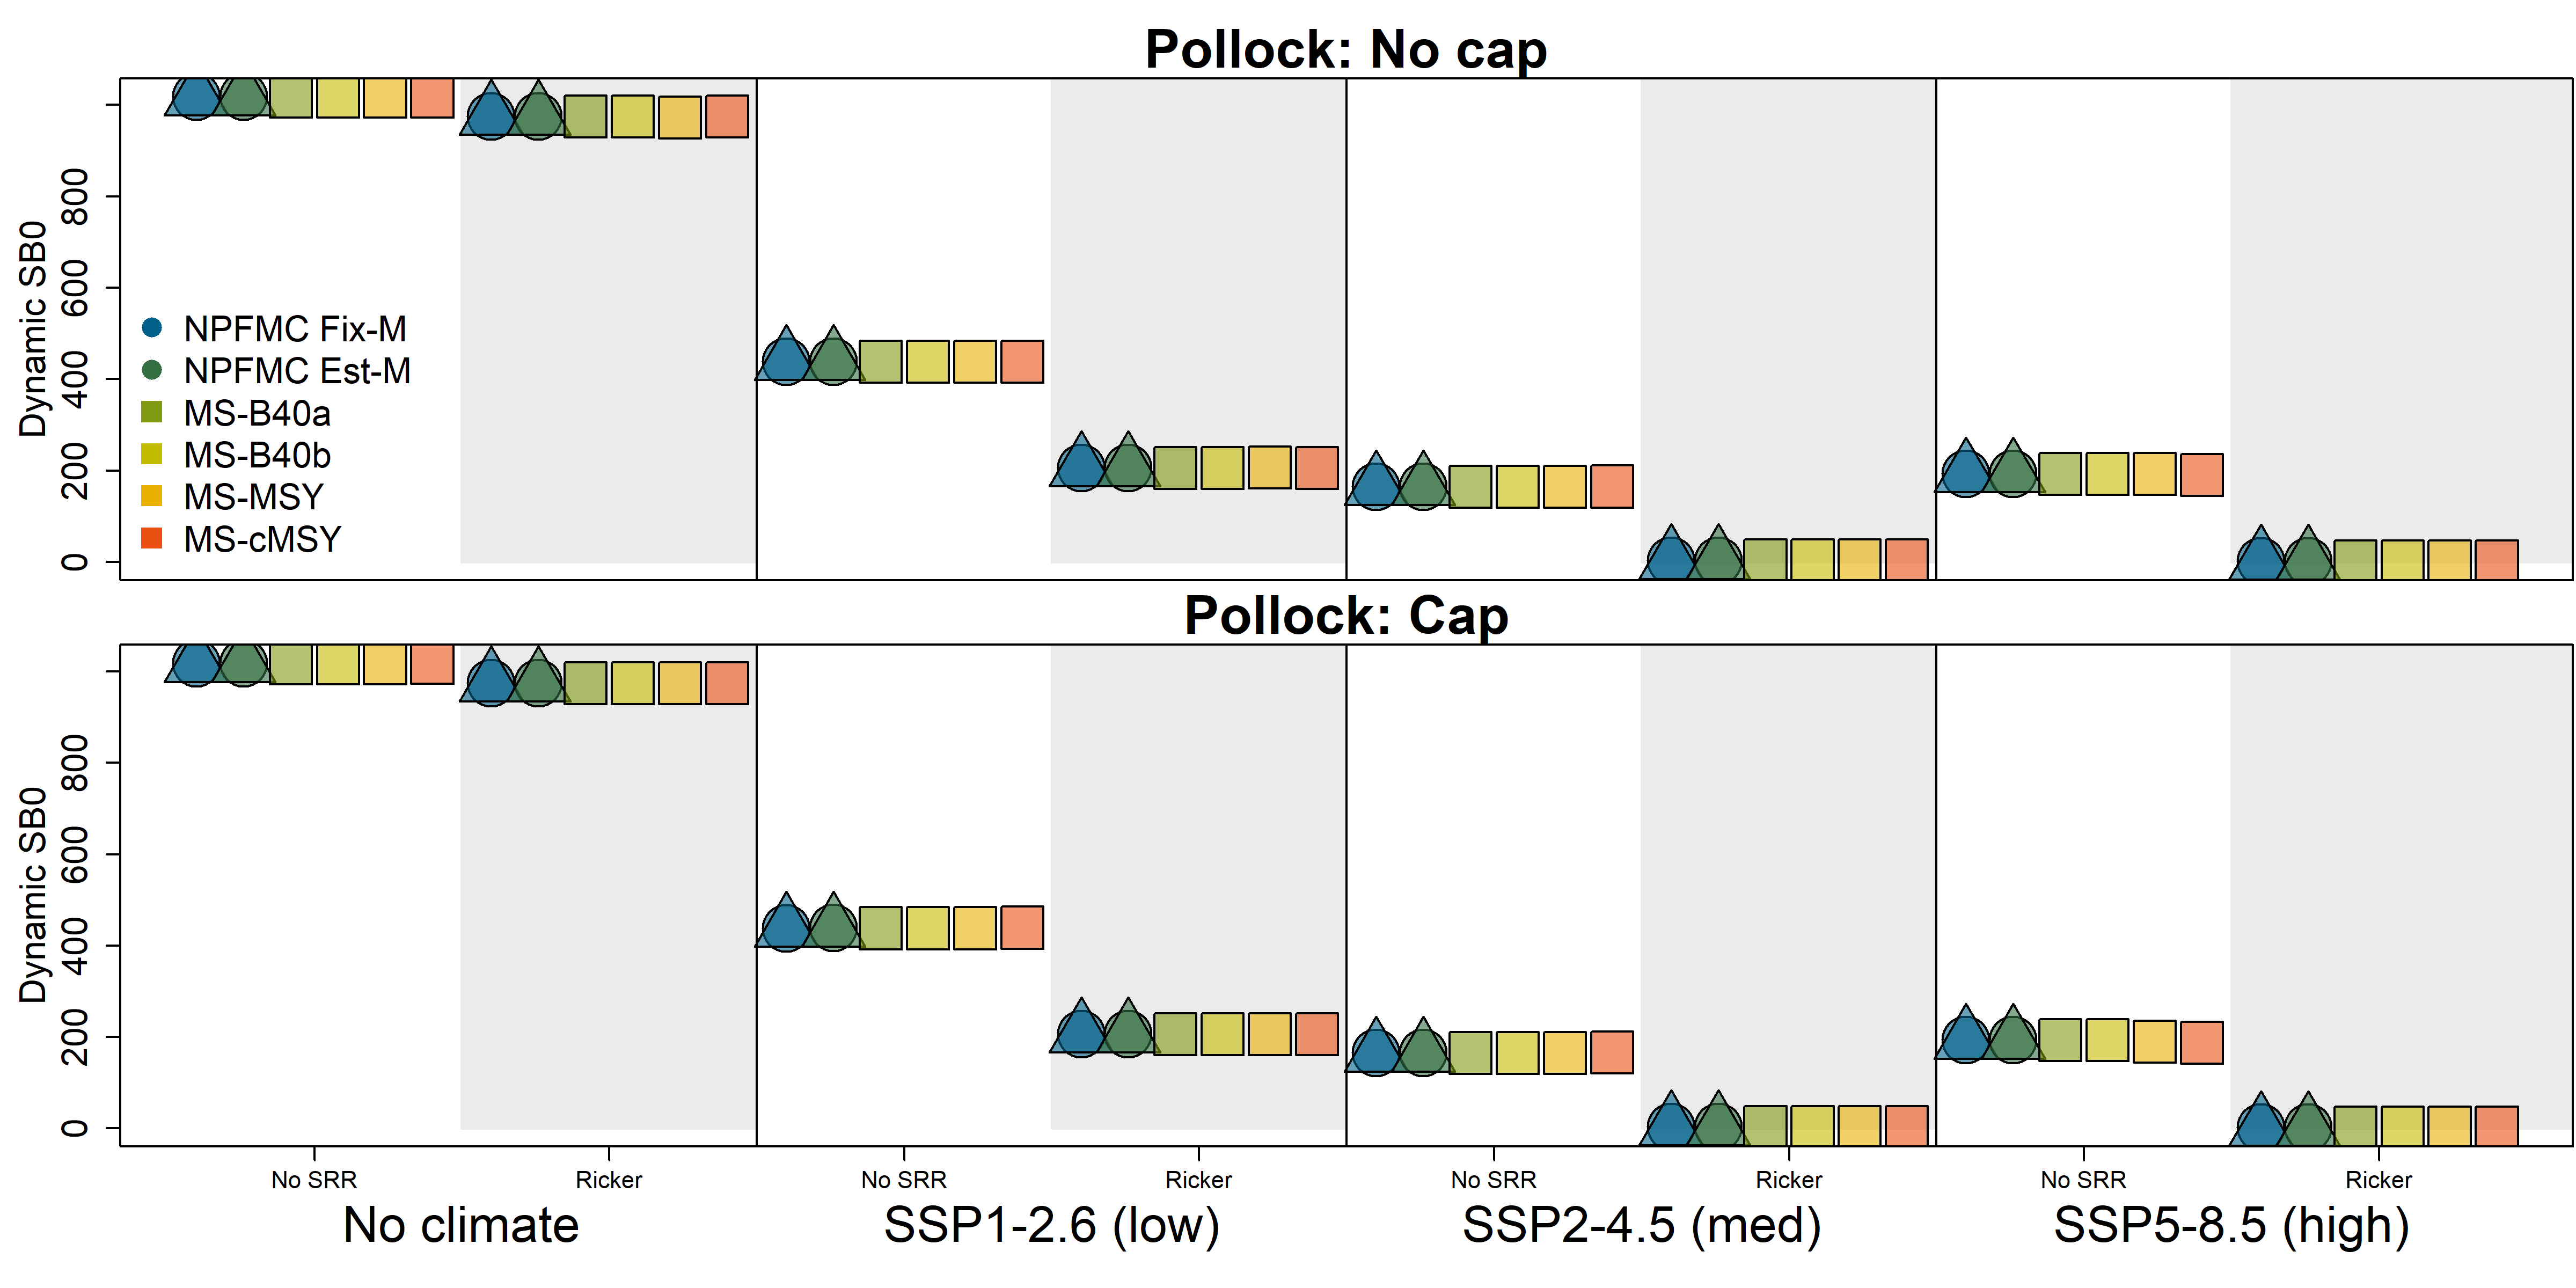 Pollock: No cap
Dynamic SB0
800
600
400
200
0
NPFMC Fix-M
NPFMC Est-M
MS-B40a
MS-B40b
MS-MSY
MS-cMSY
Pollock: Cap
Dynamic SB0
800
600
400
200
0
No SRR Ricker No SRR Ricker No SRR Ricker No SRR Ricker
No climate SSP1-2.6 (low) SSP2-4.5 (med) SSP5-8.5 (high)